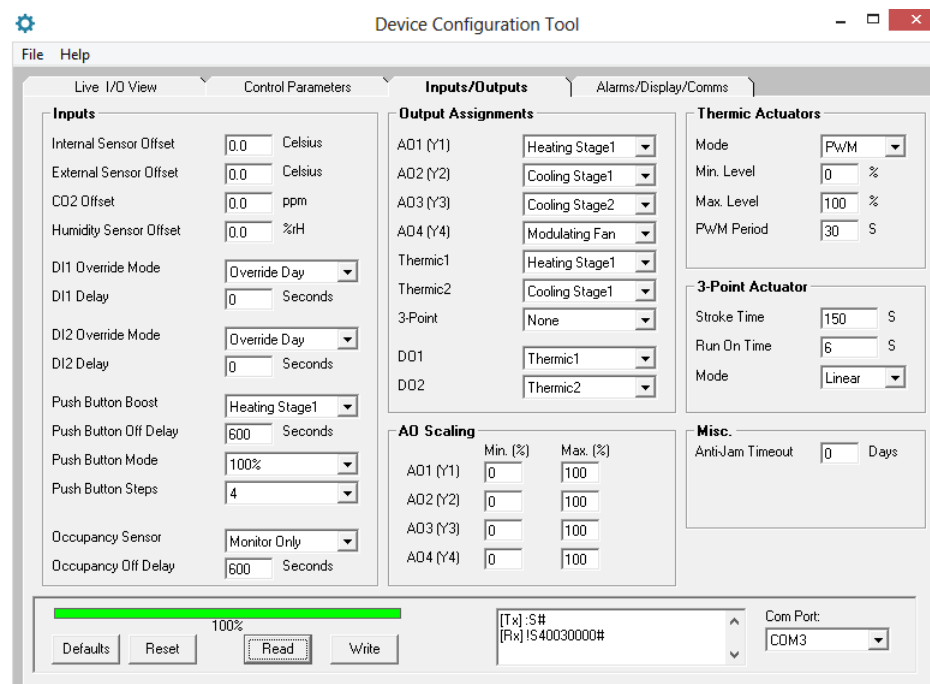 Device Configuration Tool
File Help
Live I/O View Control Parameters Inputs/Outputs Alarms/Display/Comms
Inputs
Internal Sensor Offset 0.0 Celsius
External Sensor Offset 0.0 Celsius
CO2 Offset 0.0 ppm
Humidity Sensor Offset 0.0 %rH
DI1 Override Mode Override Day
DI1 Delay 0 Seconds
DI2 Override Mode Override Day
DI2 Delay 0 Seconds
Push Button Boost Heating Stage1
Push Button Off Delay 600 Seconds
Push Button Mode 100%
Push Button Steps 4
Occupancy Sensor Monitor Only
Occupancy Off Delay 600 Seconds
Output Assignments
AO1 (Y1) Heating Stage1
AO2 (Y2) Cooling Stage1
AO3 (Y3) Cooling Stage2
AO4 (Y4) Modulating Fan
Thermic1 Heating Stage1
Thermic2 Cooling Stage1
3-Point None
DO1 Thermic1
DO2 Thermic2
AO Scaling
Min. (%) Max. (%)
AO1 (Y1) 0 100
AO2 (Y2) 0 100
AO3 (Y3) 0 100
AO4 (Y4) 0 100
Thermic Actuators
Mode PWM
Min. Level 0 %
Max. Level 100 %
PWM Period 30 S
3-Point Actuator
Stroke Time 150 S
Run On Time 6 S
Mode Linear
Misc.
Anti-Jam Timeout 0 Days
100%
Defaults Reset Read Write
[Tx] :S#
[Rx] !S40030000#
Com Port:
COM3